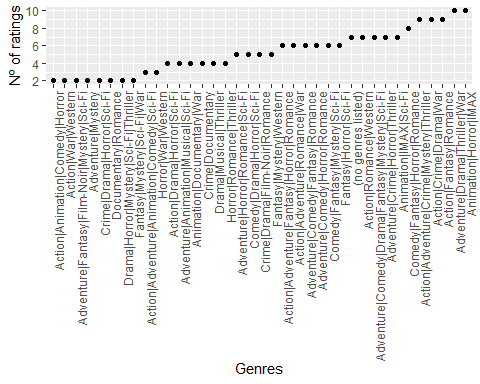 Nº of ratings
10
8
6
4
2
Action|Animation|Comedy|Horror
Action|War|Western
Adventure|Fantasy|Film-Noir|Mystery|Sci-Fi
Adventure|Mystery
Crime|Drama|Horror|Sci-Fi
Documentary|Romance
Drama|Horror|Mystery|Sci-Fi|Thriller
Fantasy|Mystery|Sci-Fi|War
Action|Adventure|Animation|Comedy|Sci-Fi
Horror|War|Western
Action|Drama|Horror|Sci-Fi
Adventure|Animation|Musical|Sci-Fi
Animation|Documentary|War
Crime|Documentary
Drama|Musical|Thriller
Horror|Romance|Thriller
Adventure|Horror|Romance|Sci-Fi
Comedy|Drama|Horror|Sci-Fi
Crime|Drama|Film-Noir|Romance
Fantasy|Mystery|Western
Action|Adventure|Fantasy|Horror|Romance
Action|Adventure|Romance|War
Adventure|Comedy|Fantasy|Romance
Adventure|Comedy|Horror|Romance
Comedy|Fantasy|Mystery|Sci-Fi
Fantasy|Horror|Sci-Fi
(no genres listed)
Action|Romance|Western
Adventure|Comedy|Drama|Fantasy|Mystery|Sci-Fi
Adventure|Crime|Horror|Thriller
Animation|IMAX|Sci-Fi
Comedy|Fantasy|Horror|Romance
Action|Adventure|Crime|Mystery|Thriller
Action|Crime|Drama|War
Action|Fantasy|Romance
Adventure|Drama|Thriller|War
Animation|Horror|IMAX
Genres